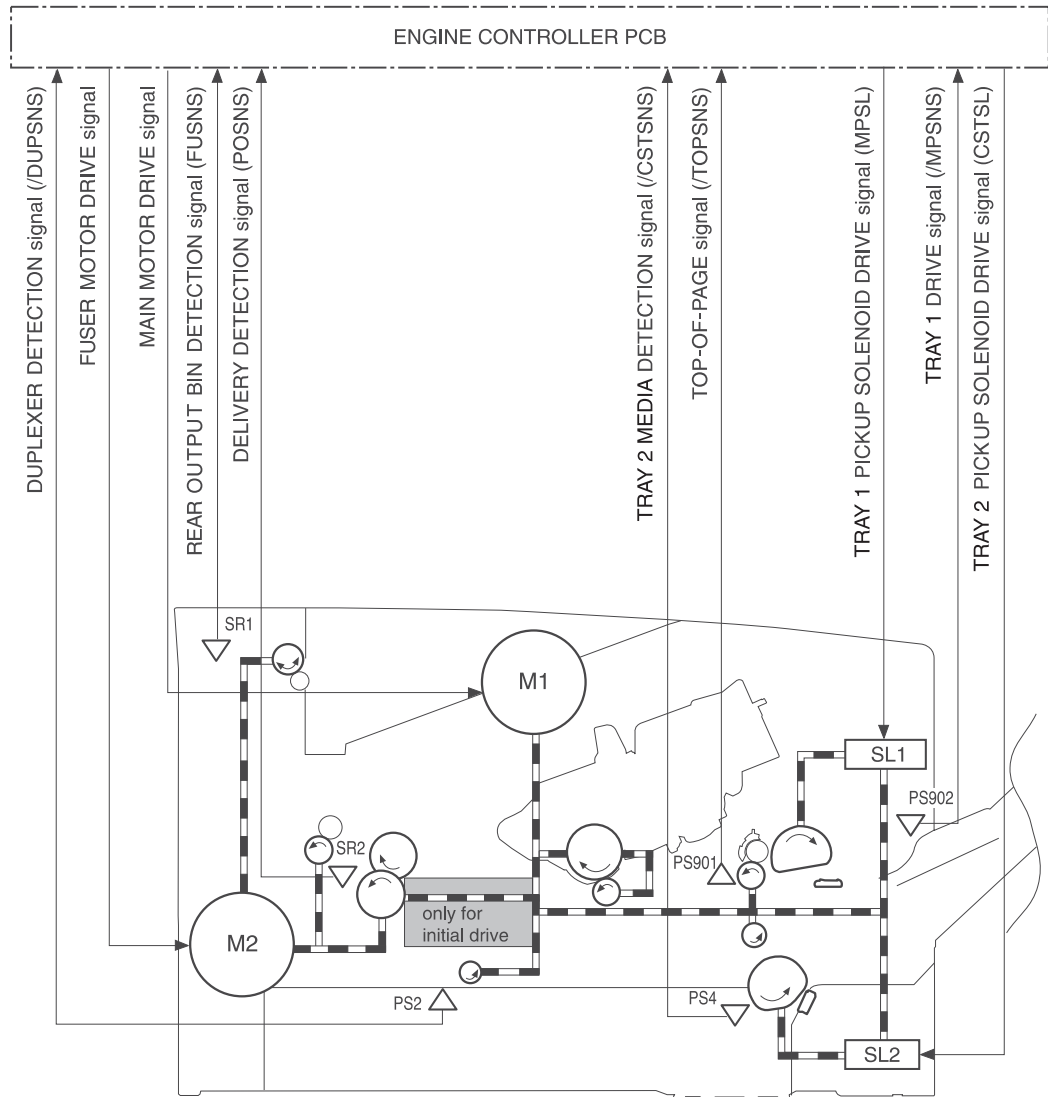 ENGINE CONTROLLER PCB
DUPLEXER DETECTION signal (/DUPSNS)
FUSER MOTOR DRIVE signal
MAIN MOTOR DRIVE signal
REAR OUTPUT BIN DETECTION signal (FUSNS)
DELIVERY DETECTION signal (POSNS)
TRAY 2 MEDIA DETECTION signal (/CSTSNS)
TOP-OF-PAGE signal (/TOPSNS)
TRAY 1 PICKUP SOLENOID DRIVE signal (MPSL)
TRAY 1 DRIVE signal (/MPSNS)
TRAY 2 PICKUP SOLENOID DRIVE signal (CSTSL)
SR1
M1
SL1
PS902
SR2
PS901
only for
initial drive
M2
PS2
PS4
SL2